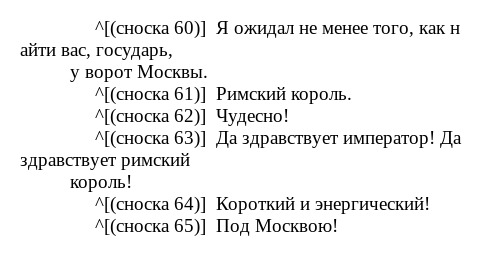 ^[(сноска 60)]  Я ожидал не менее того, как н
айти вас, государь,
у ворот Москвы.
^[(сноска 61)]  Римский король.
^[(сноска 62)]  Чудесно!
^[(сноска 63)]  Да здравствует император! Да
здравствует римский
король!
^[(сноска 64)]  Короткий и энергический!
^[(сноска 65)]  Под Москвою!